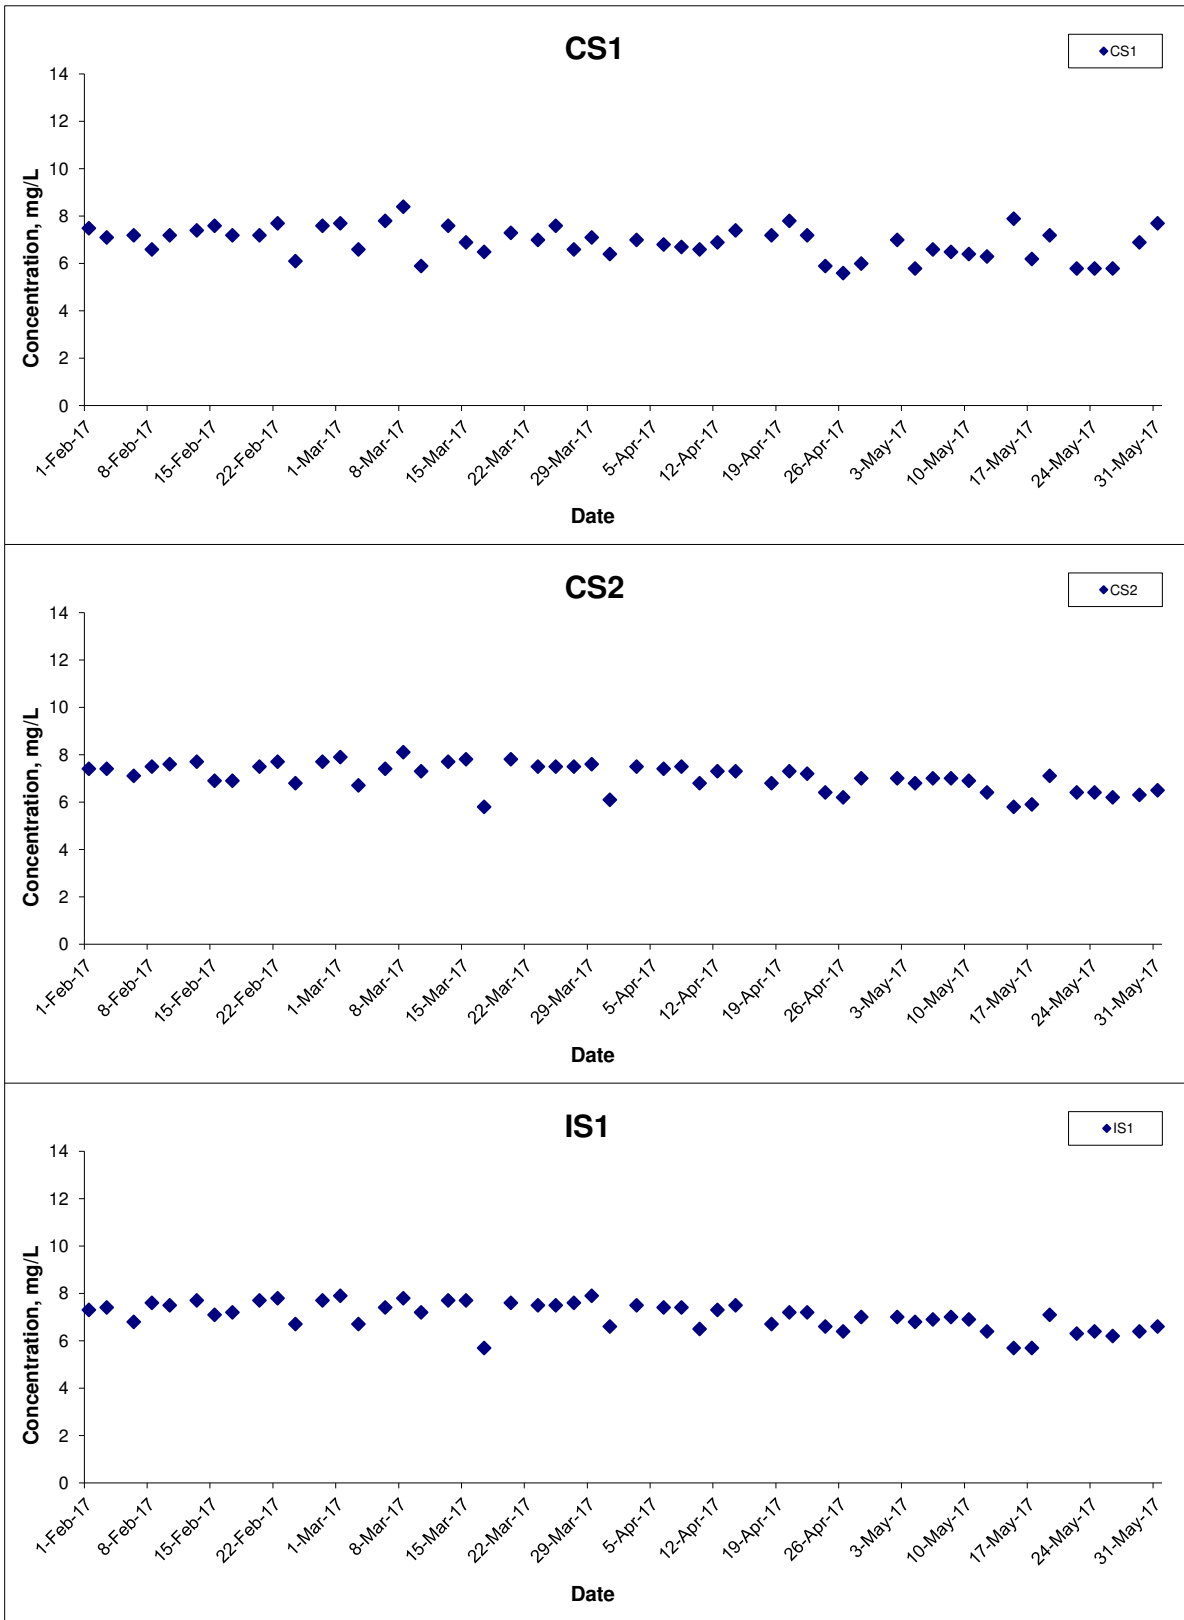 CS1
CS1
14
12
10
8
6
4
2
0
Concentration, mg/L
1-Feb-17 8-Feb-17 15-Feb-17 22-Feb-17 1-Mar-17 8-Mar-17 15-Mar-17 22-Mar-17 29-Mar-17 5-Apr-17 12-Apr-17 19-Apr-17 26-Apr-17 3-May-17 10-May-17 17-May-17 24-May-17 31-May-17
Date
CS2
CS2
14
12
10
8
6
4
2
0
Concentration, mg/L
1-Feb-17 8-Feb-17 15-Feb-17 22-Feb-17 1-Mar-17 8-Mar-17 15-Mar-17 22-Mar-17 29-Mar-17 5-Apr-17 12-Apr-17 19-Apr-17 26-Apr-17 3-May-17 10-May-17 17-May-17 24-May-17 31-May-17
Date
IS1
IS1
14
12
10
8
6
4
2
0
Concentration, mg/L
1-Feb-17 8-Feb-17 15-Feb-17 22-Feb-17 1-Mar-17 8-Mar-17 15-Mar-17 22-Mar-17 29-Mar-17 5-Apr-17 12-Apr-17 19-Apr-17 26-Apr-17 3-May-17 10-May-17 17-May-17 24-May-17 31-May-17
Date